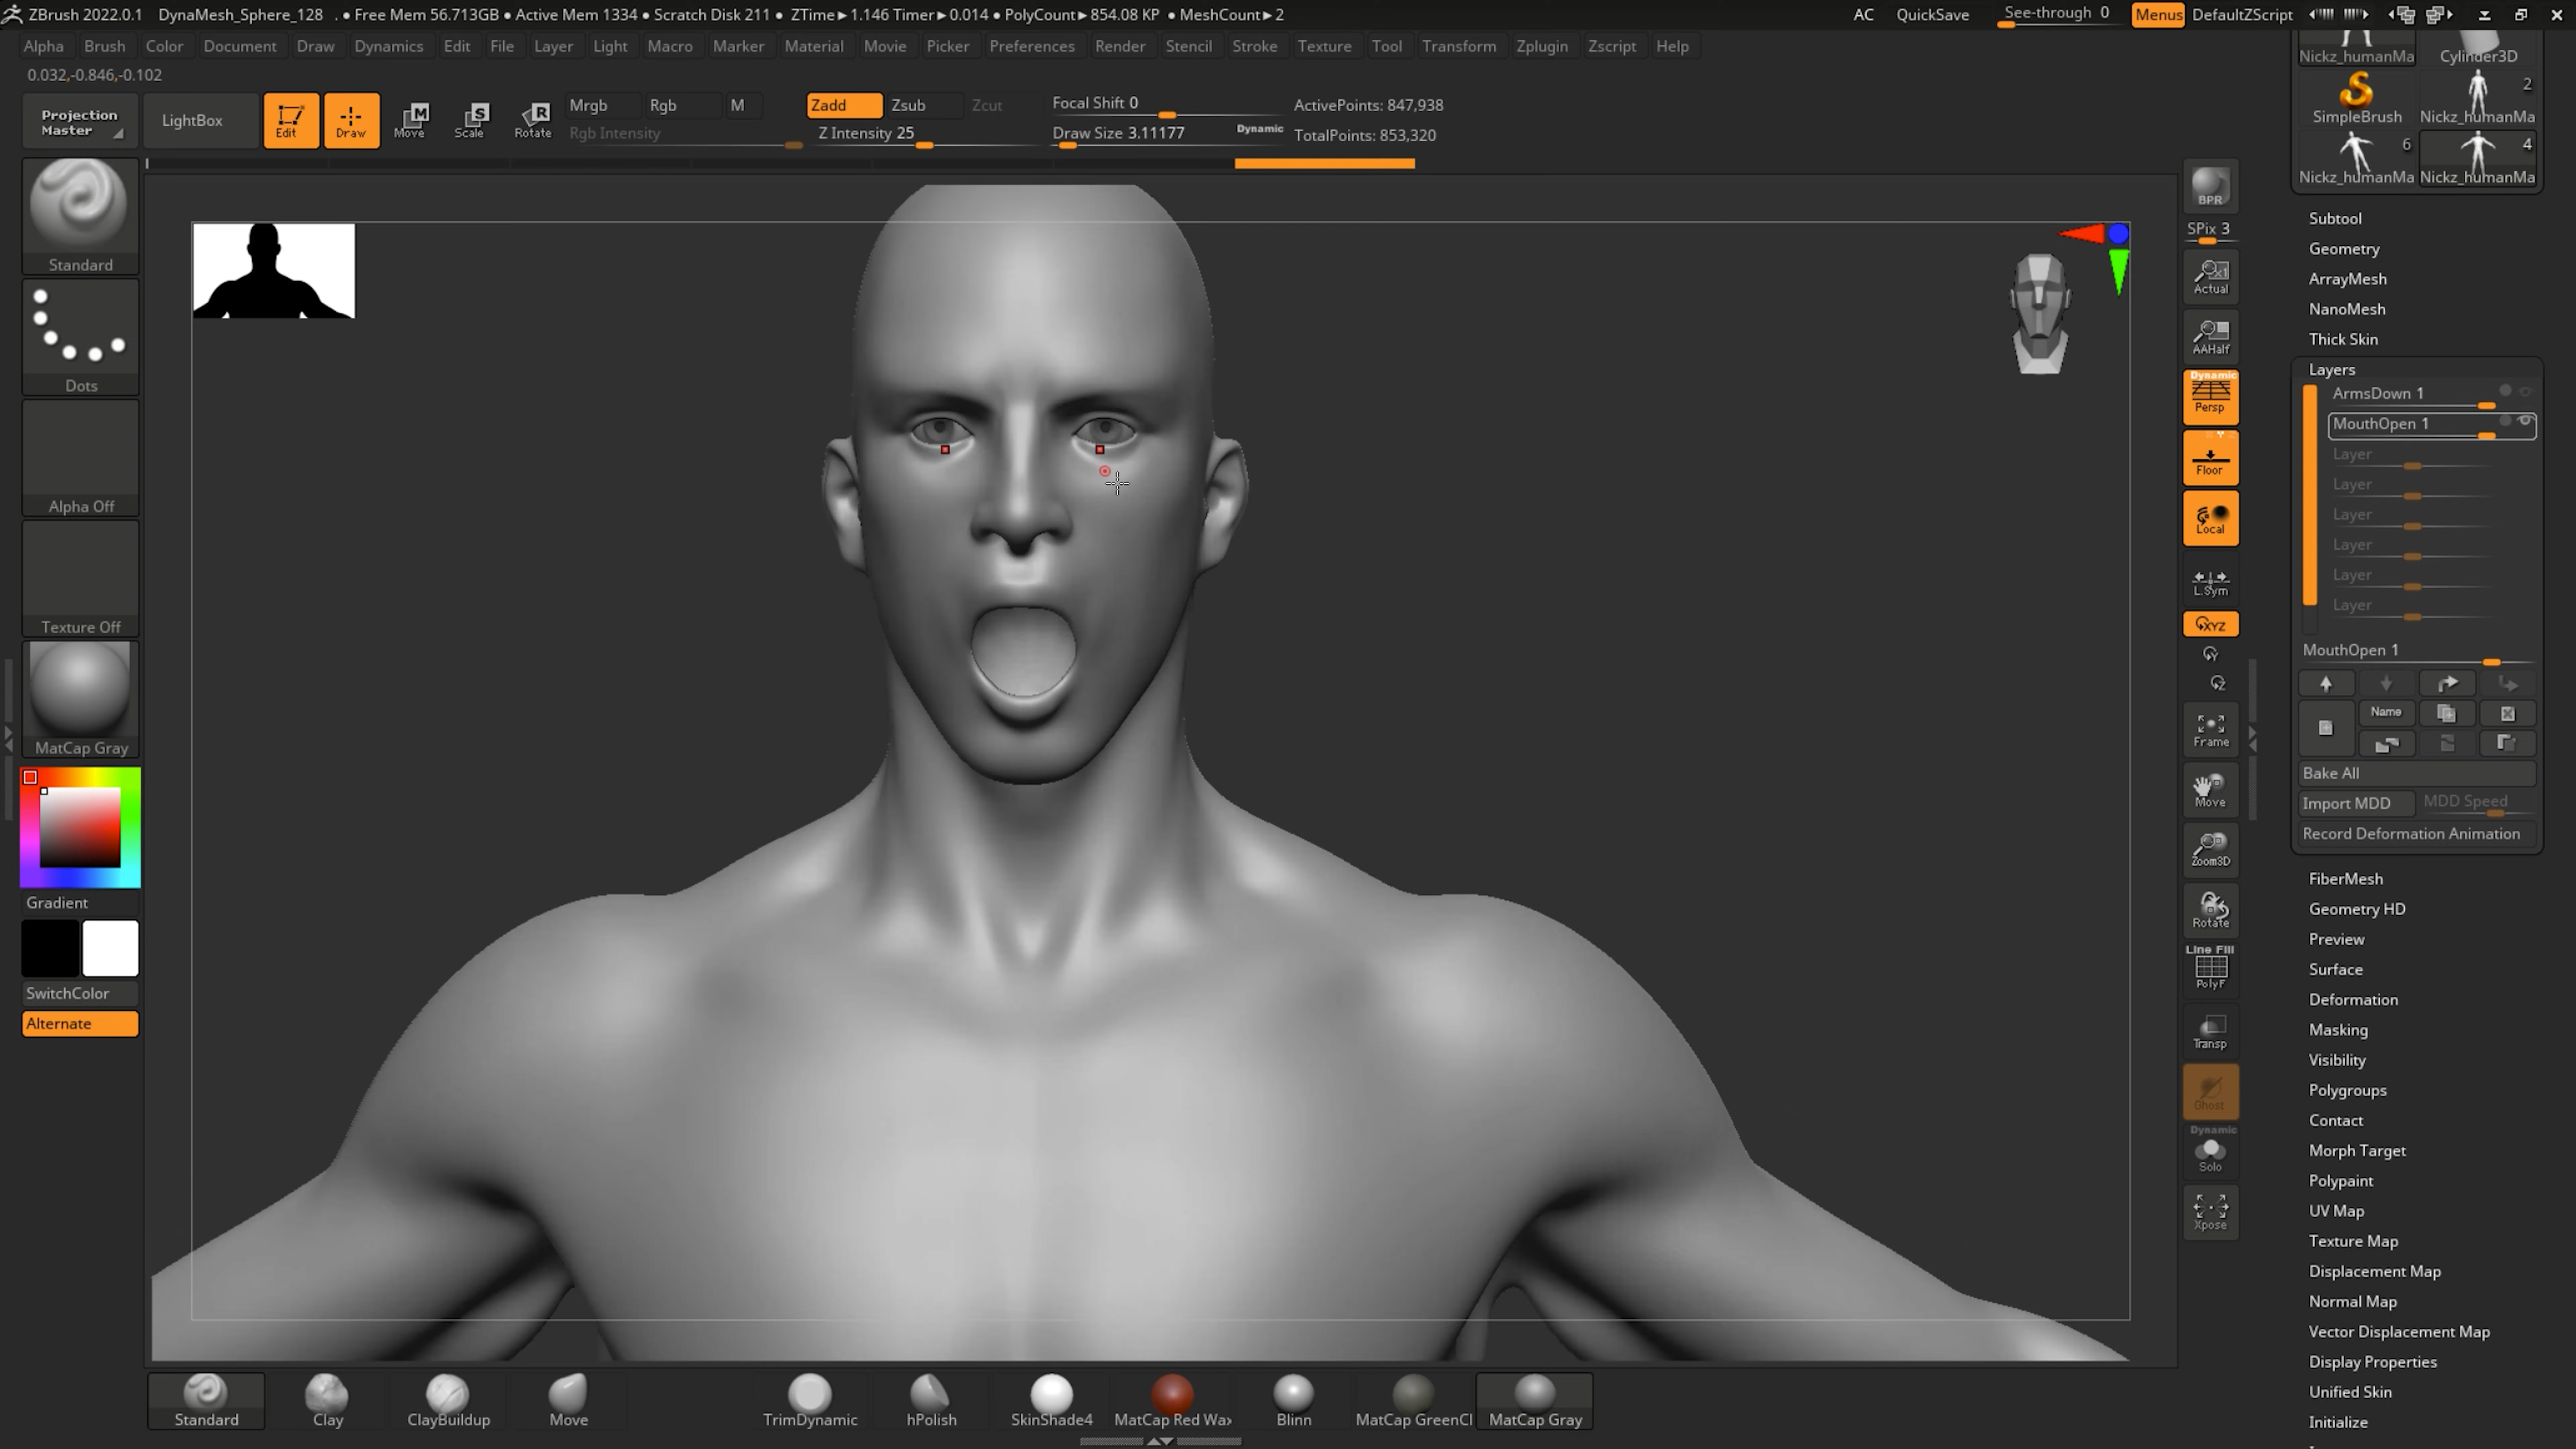 ZBrush 2022.0.1 DynaMesh_Sphere_128 . • Free Mem 56.713GB • Active Mem 1334 • Scratch Disk 211 • ZTime►1.146 Timer►0.014 • PolyCount►854.08 KP • MeshCount►2 AC QuickSave See-through 0 Menus DefaultZScript
Alpha Brush Color Document Draw Dynamics Edit File Layer Light Macro Marker Material Movie Picker Preferences Render Stencil Stroke Texture Tool Transform Zplugin Zscript Help
0.032,-0.846,-0.102
Projection Master
LightBox
Edit
Draw
Move
Scale
Rotate
Mrgb Rgb M
Rgb Intensity
Zadd Zsub Zcut
Z Intensity 25
Focal Shift 0
Draw Size 3.11177 Dynamic
ActivePoints: 847,938
TotalPoints: 853,320
Standard
Dots
Alpha Off
Texture Off
MatCap Gray
Gradient
SwitchColor
Alternate
BPR
SPix 3
Actual
AAHalf
Dynamic
Persp
Floor
Local
L.Sym
XYZ
Y
Z
Frame
Move
Zoom3D
Rotate
Line Fill
PolyF
Transp
Ghost
Dynamic
Solo
Xpose
Nickz_humanMa Cylinder3D
2
SimpleBrush Nickz_humanMa
6 4
Nickz_humanMa Nickz_humanMa
Subtool
Geometry
ArrayMesh
NanoMesh
Thick Skin
Layers
ArmsDown 1
MouthOpen 1
Layer
Layer
Layer
Layer
Layer
Layer
MouthOpen 1
Name
Bake All
Import MDD MDD Speed
Record Deformation Animation
FiberMesh
Geometry HD
Preview
Surface
Deformation
Masking
Visibility
Polygroups
Contact
Morph Target
Polypaint
UV Map
Texture Map
Displacement Map
Normal Map
Vector Displacement Map
Display Properties
Unified Skin
Initialize
Standard Clay ClayBuildup Move TrimDynamic hPolish SkinShade4 MatCap Red Wax Blinn MatCap GreenCl MatCap Gray